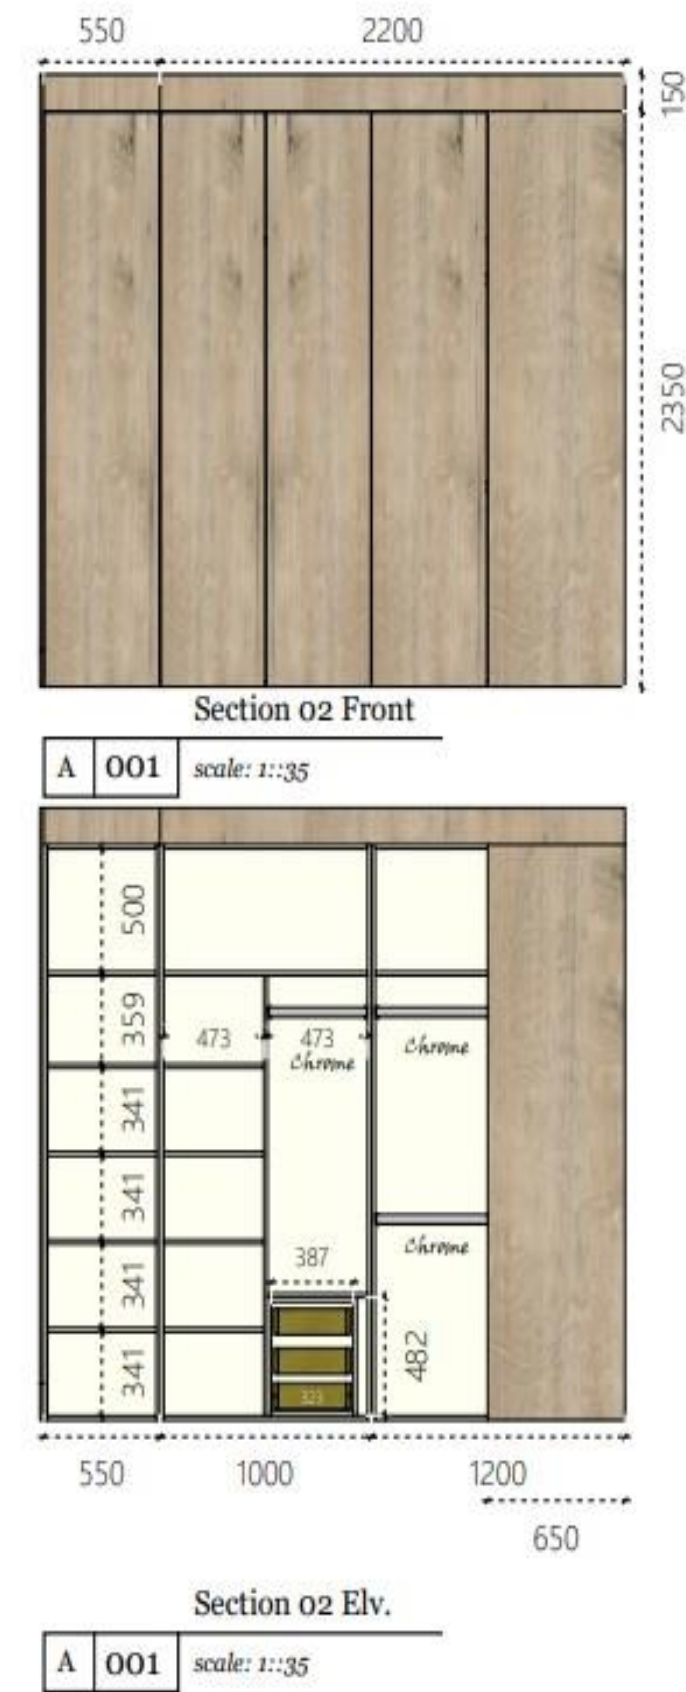 550 2200
150
2350
Section 02 Front
A 001 scale: 1::35
500
359
473 473
Chrome Chrome
341
341
Chrome
387
341
482
341
323
550 1000 1200
650
Section 02 Elv.
A 001 scale: 1::35